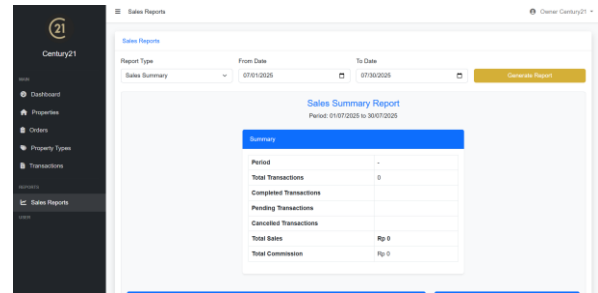 21
Century21
MAIN
Dashboard
Properties
Orders
Property Types
Transactions
REPORTS
Sales Reports
USER
Sales Reports
Owner Century21
Sales Reports
Report Type
From Date
To Date
Sales Summary
07/01/2025
07/30/2025
Generate Report
Sales Summary Report
Period: 01/07/2025 to 30/07/2025
Summary
Period -
Total Transactions 0
Completed Transactions
Pending Transactions
Cancelled Transactions
Total Sales Rp 0
Total Commission Rp 0